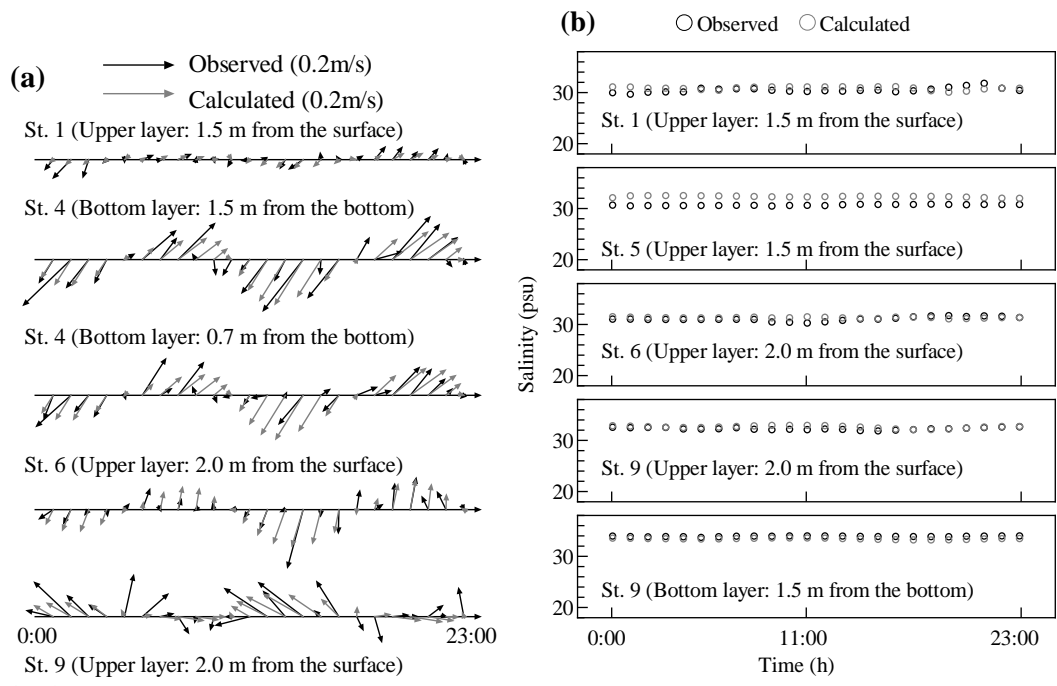 (a)
Observed (0.2m/s)
Calculated (0.2m/s)
St. 1 (Upper layer: 1.5 m from the surface)
St. 4 (Bottom layer: 1.5 m from the bottom)
St. 4 (Bottom layer: 0.7 m from the bottom)
St. 6 (Upper layer: 2.0 m from the surface)
0:00 23:00
St. 9 (Upper layer: 2.0 m from the surface)
(b)
Observed Calculated
Salinity (psu)
30
St. 1 (Upper layer: 1.5 m from the surface)
20
30
St. 5 (Upper layer: 1.5 m from the surface)
20
30
St. 6 (Upper layer: 2.0 m from the surface)
20
30
St. 9 (Upper layer: 2.0 m from the surface)
20
30
St. 9 (Bottom layer: 1.5 m from the bottom)
20
0:00 11:00 23:00
Time (h)